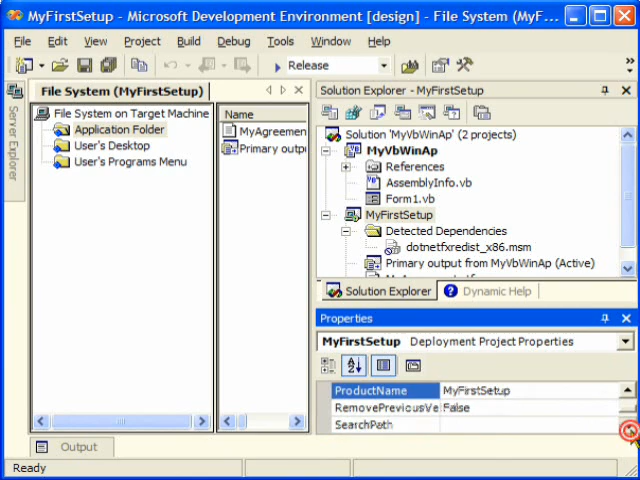 MyFirstSetup - Microsoft Development Environment [design] - File System (MyF...
File Edit View Project Build Debug Tools Window Help
Release
Server Explorer
File System (MyFirstSetup)
File System on Target Machine
Application Folder
User's Desktop
User's Programs Menu
Name
MyAgreemen
Primary outpu
Solution Explorer - MyFirstSetup
Solution 'MyVbWinAp' (2 projects)
MyVbWinAp
References
AssemblyInfo.vb
Form1.vb
MyFirstSetup
Detected Dependencies
dotnetfxredist_x86.msm
Primary output from MyVbWinAp (Active)
Solution Explorer
Dynamic Help
Properties
MyFirstSetup Deployment Project Properties
ProductName MyFirstSetup
RemovePreviousVe False
SearchPath
Output
Ready